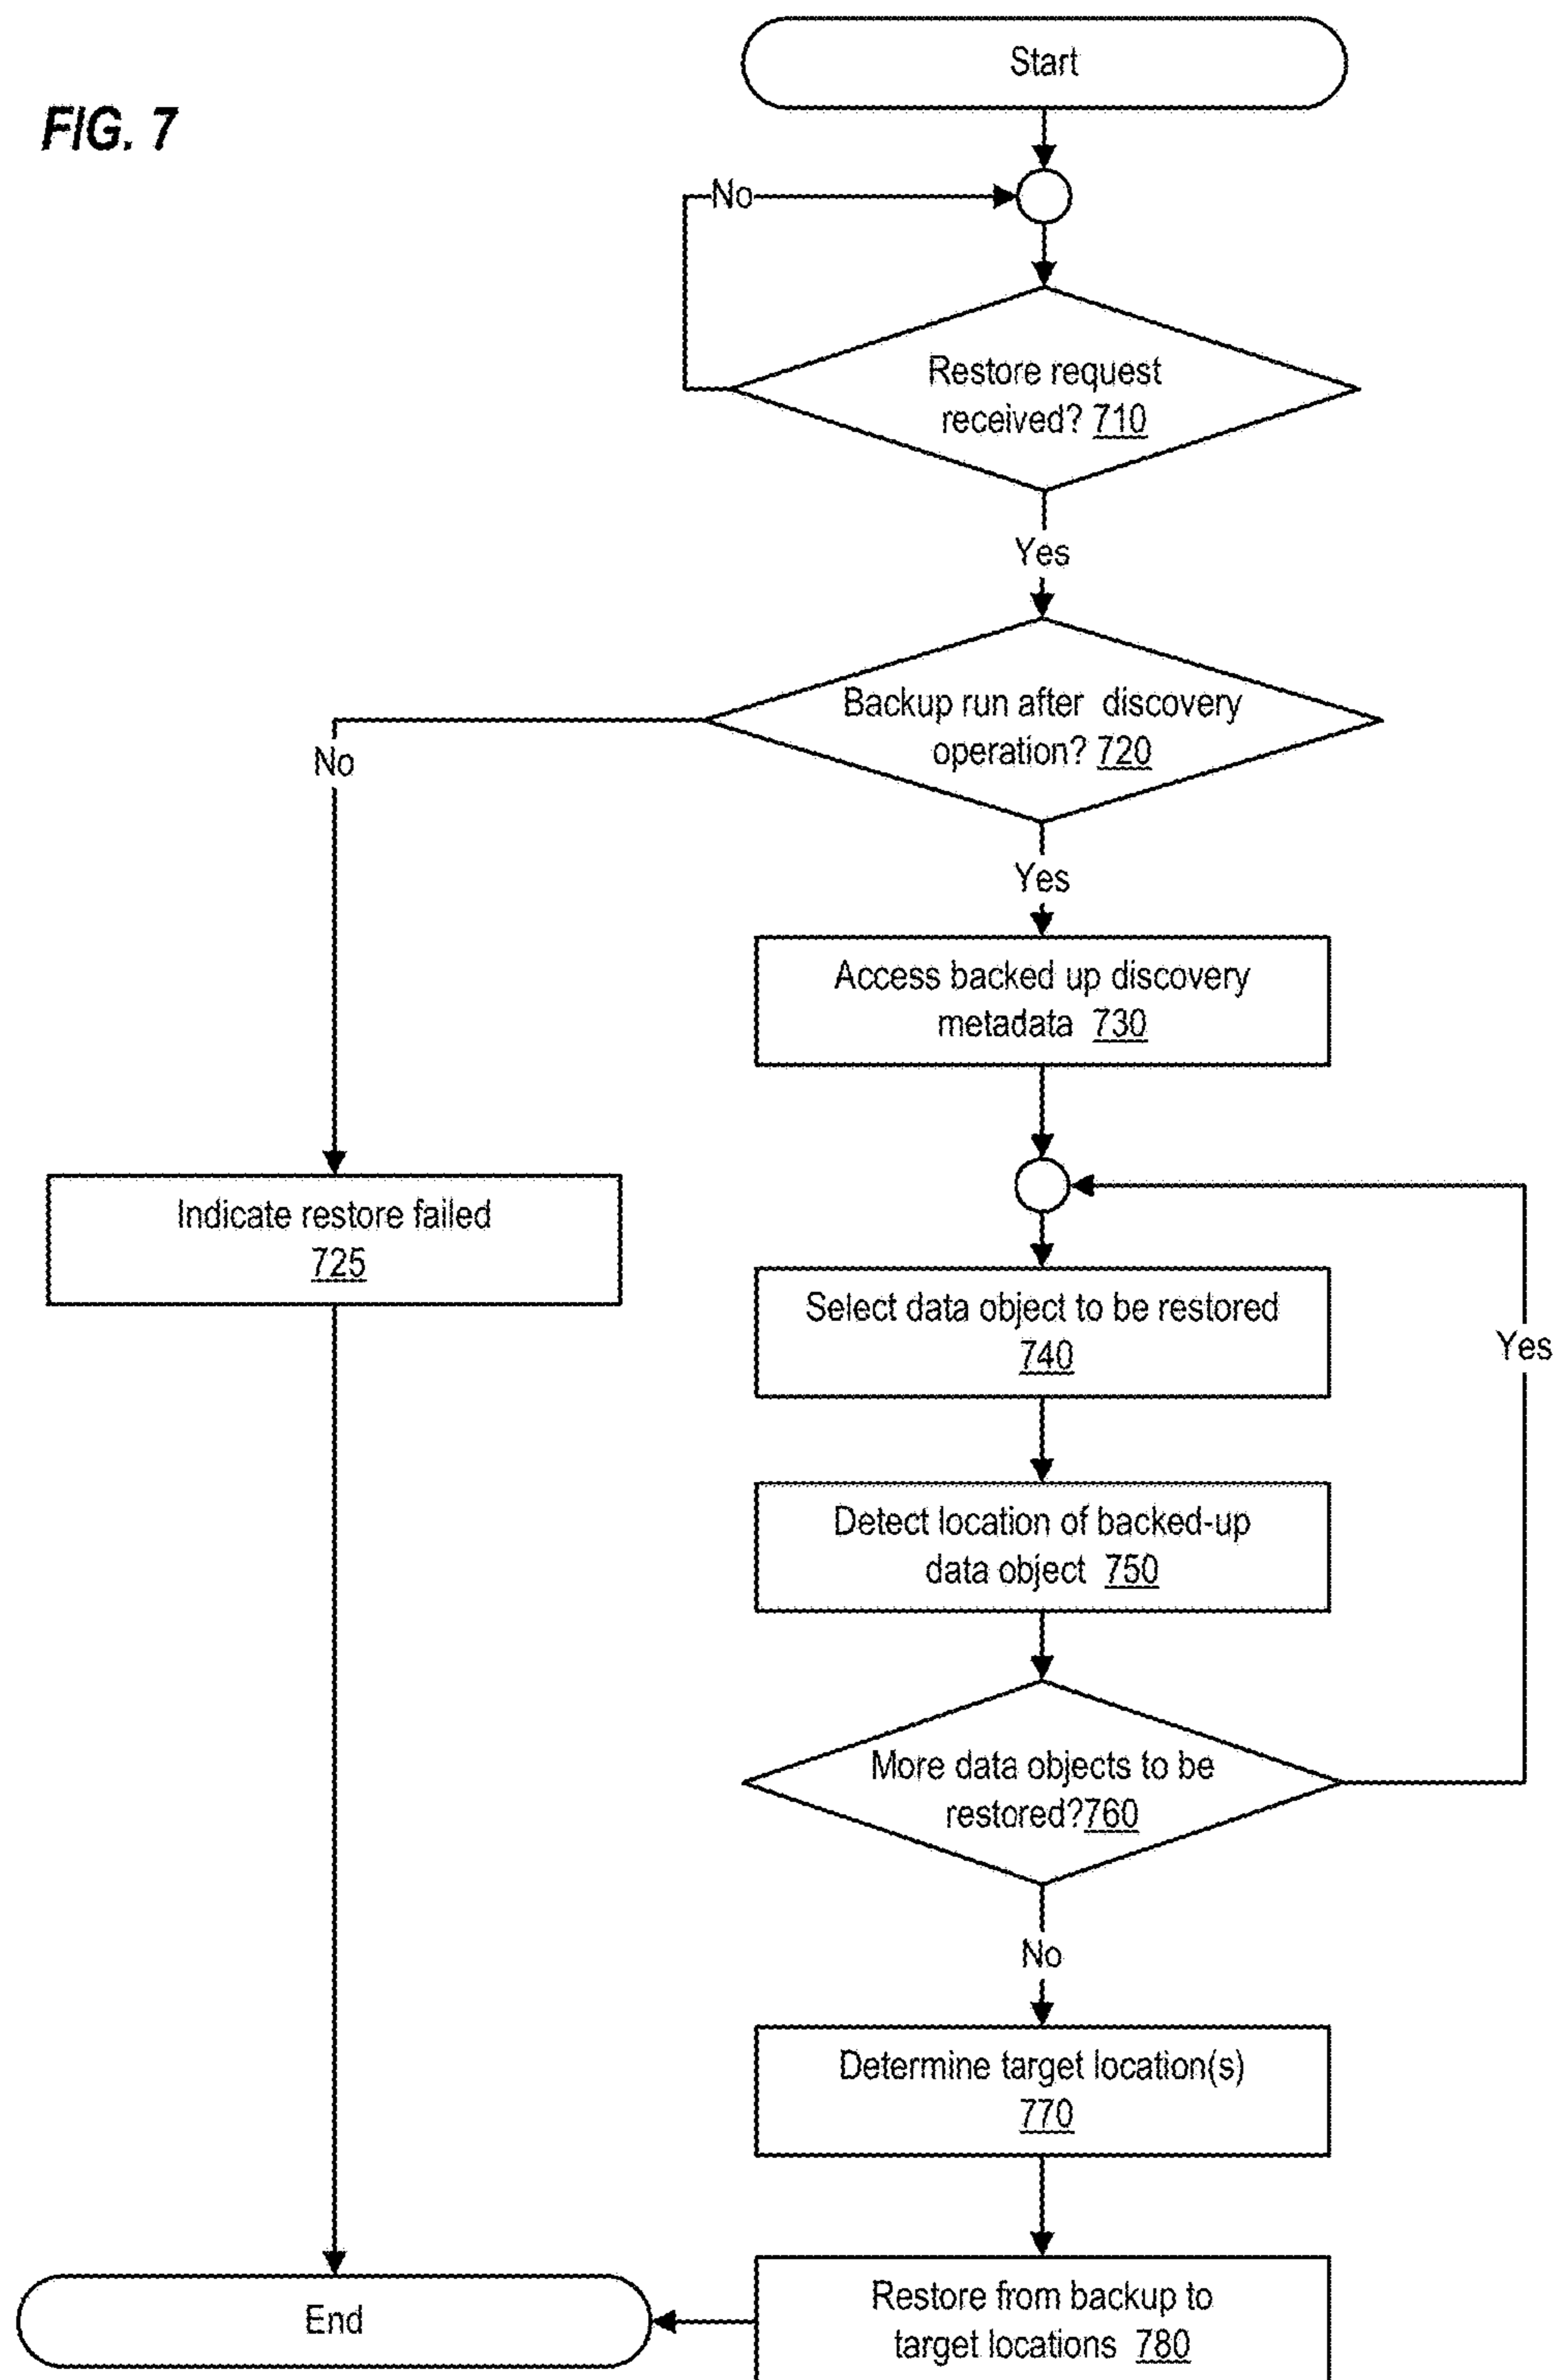 FIG. 7
Start
No
Restore request
received? 710
Yes
Backup run after discovery
operation? 720
No
Yes
Access backed up discovery
metadata 730
Indicate restore failed
725
Select data object to be restored
740
Yes
Detect location of backed-up
data object 750
More data objects to be
restored?760
No
Determine target location(s)
770
Restore from backup to
target locations 780
End